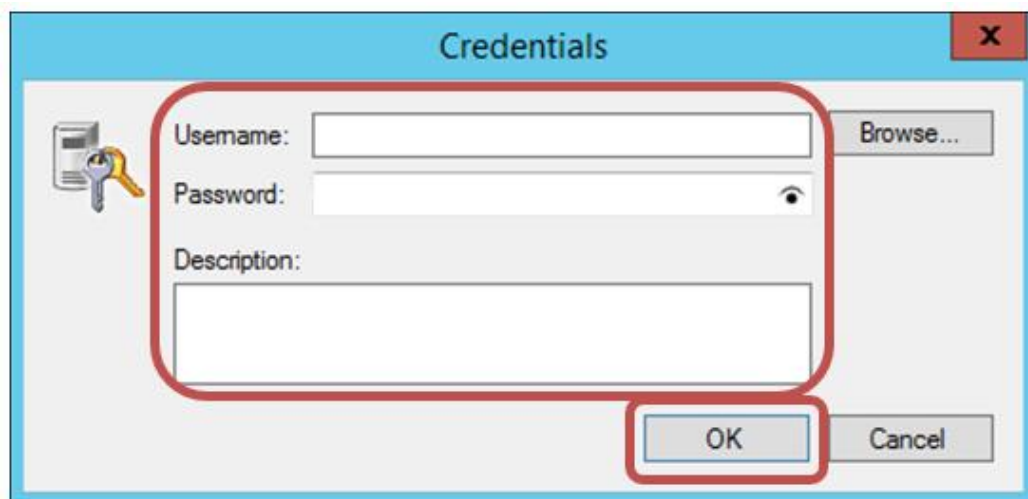 Credentials
x
Username:
Browse...
Password:
Description:
OK
Cancel